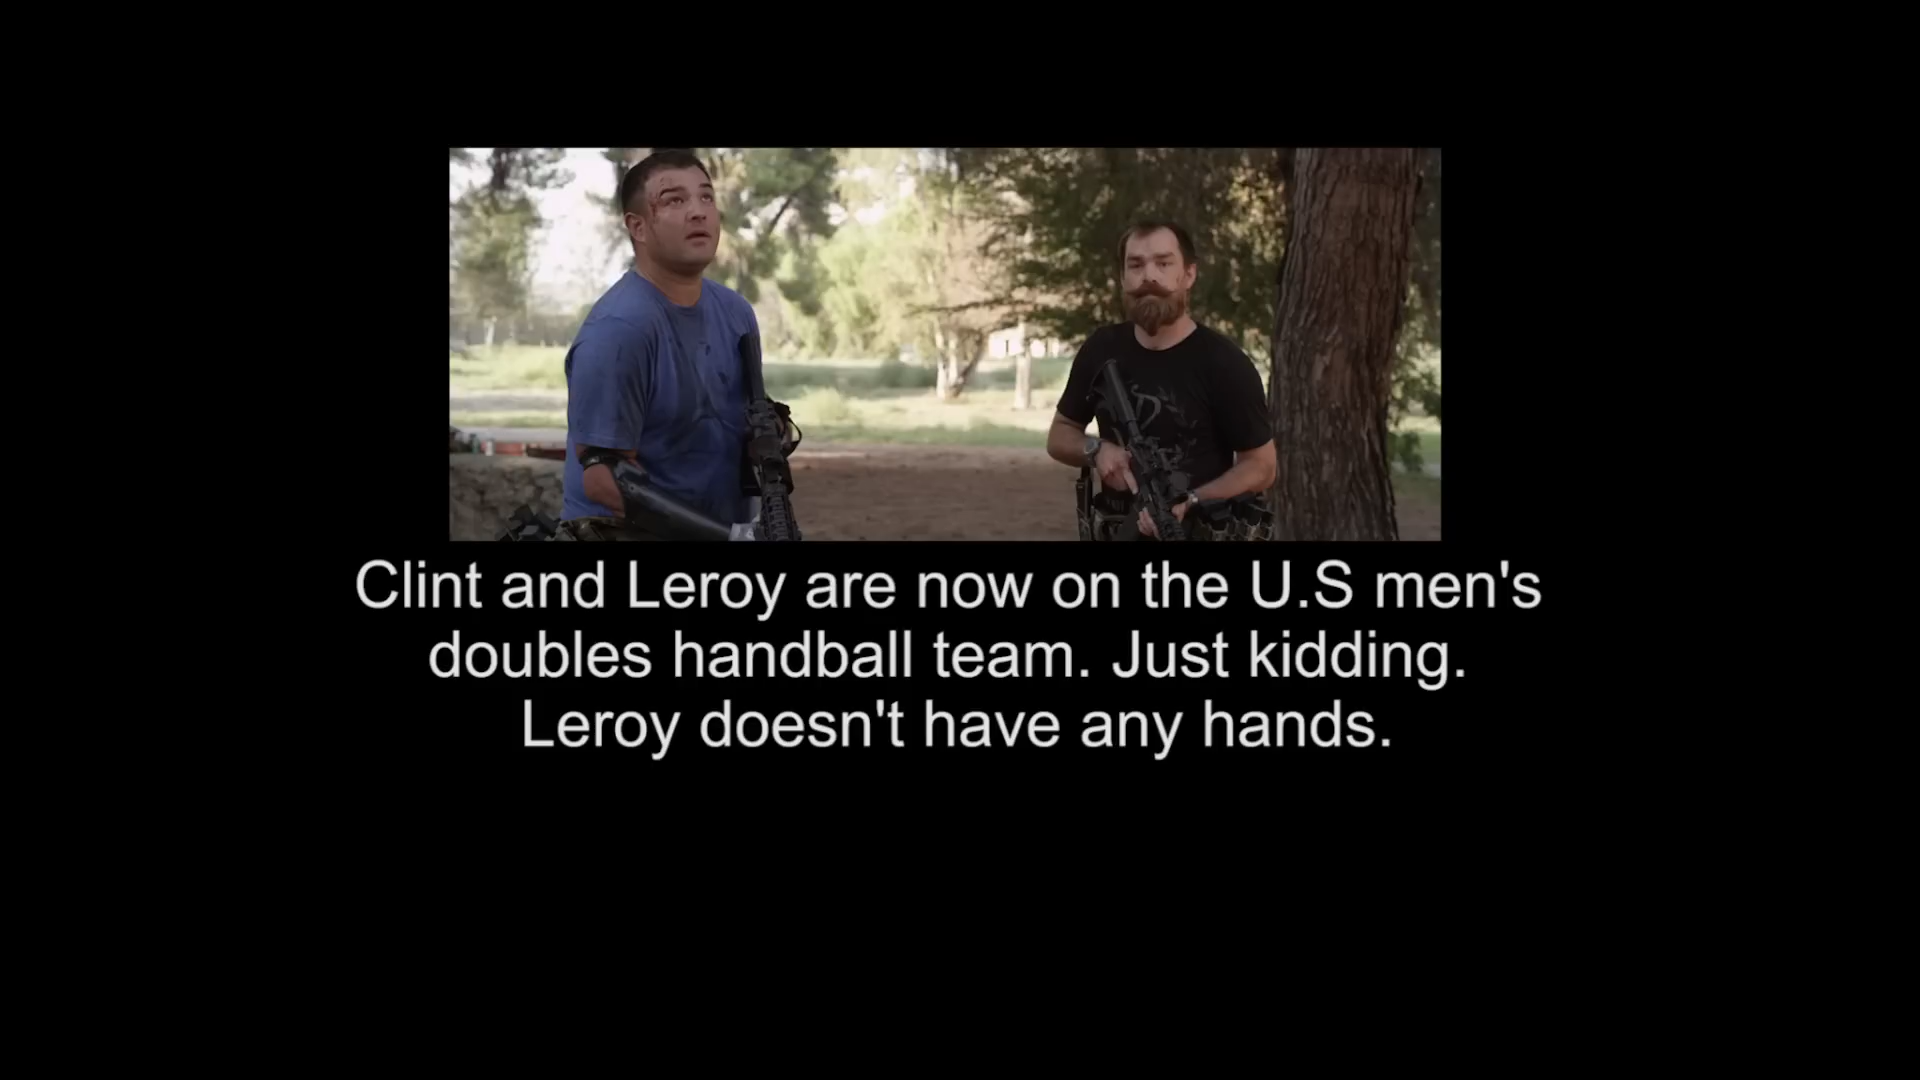 Clint and Leroy are now on the U.S men's
doubles handball team. Just kidding.
Leroy doesn't have any hands.